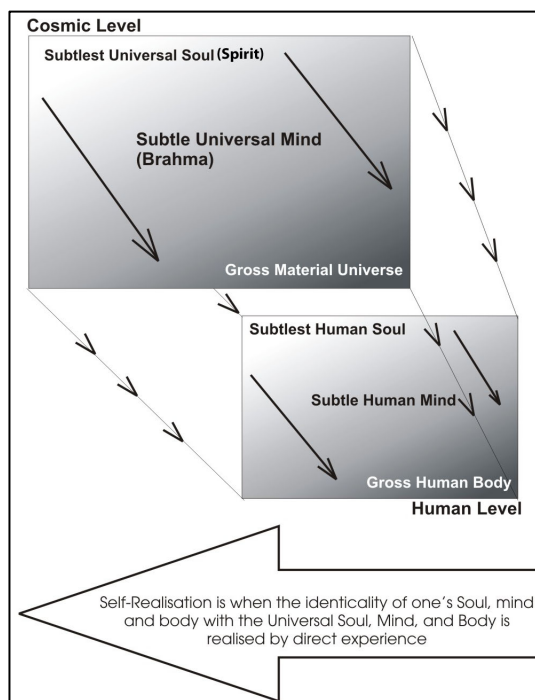 Cosmic Level
Subtlest Universal Soul (Spirit)
Subtle Universal Mind
(Brahma)
Gross Material Universe
Subtlest Human Soul
Subtle Human Mind
Gross Human Body
Human Level
Self-Realisation is when the identicality of one's Soul, mind
and body with the Universal Soul, Mind, and Body is
realised by direct experience